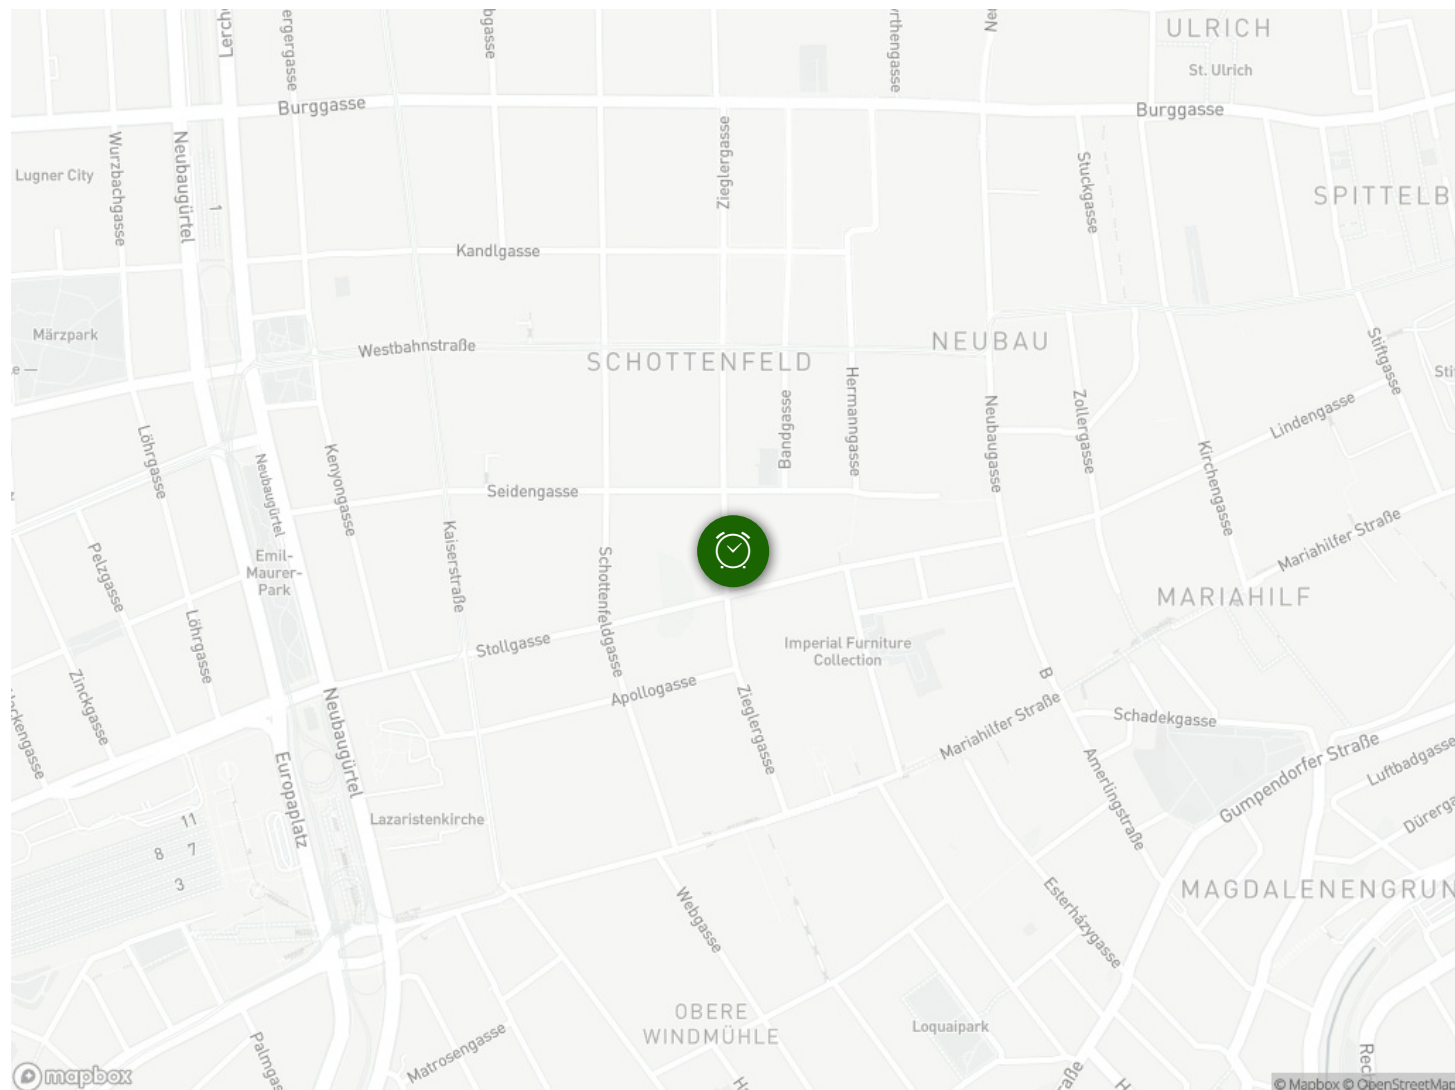 ULRICH
St. Ulrich
Burggasse
Burggasse
Neubaugürtel
Wurzbachgasse
Lugner City
1
Zieglergasse
Stuckgasse
SPITTELB
Kandlgasse
Märzpark
Westbahnstraße
SCHOTTENFELD
NEUBAU
Stiftgasse
Hermanngasse
Bandgasse
Neubaugasse
Zollergasse
Lindengasse
Kirchengasse
Löhrgasse
Kenyongasse
Neubaugürtel
Seidengasse
Kaiserstraße
Mariahilfer Straße
Pelzgasse
Emil-
Maurer-
Park
Schottenfeldgasse
MARIAHILF
Löhrgasse
Stollgasse
Imperial Furniture
Collection
Zinckgasse
Apollogasse
Zieglergasse
B
Neubaugürtel
Mariahilfer Straße
Schadekgasse
Europaplatz
Amerlingstraße
Gumpendorfer Straße
Luftbadgasse
11
8
7
3
Lazaristenkirche
Webgasse
Esterházygasse
MAGDALENENGRUN
OBERE
WINDMÜHLE
Loquaipark
Matrosengasse
mapbox
© Mapbox © OpenStreetMap